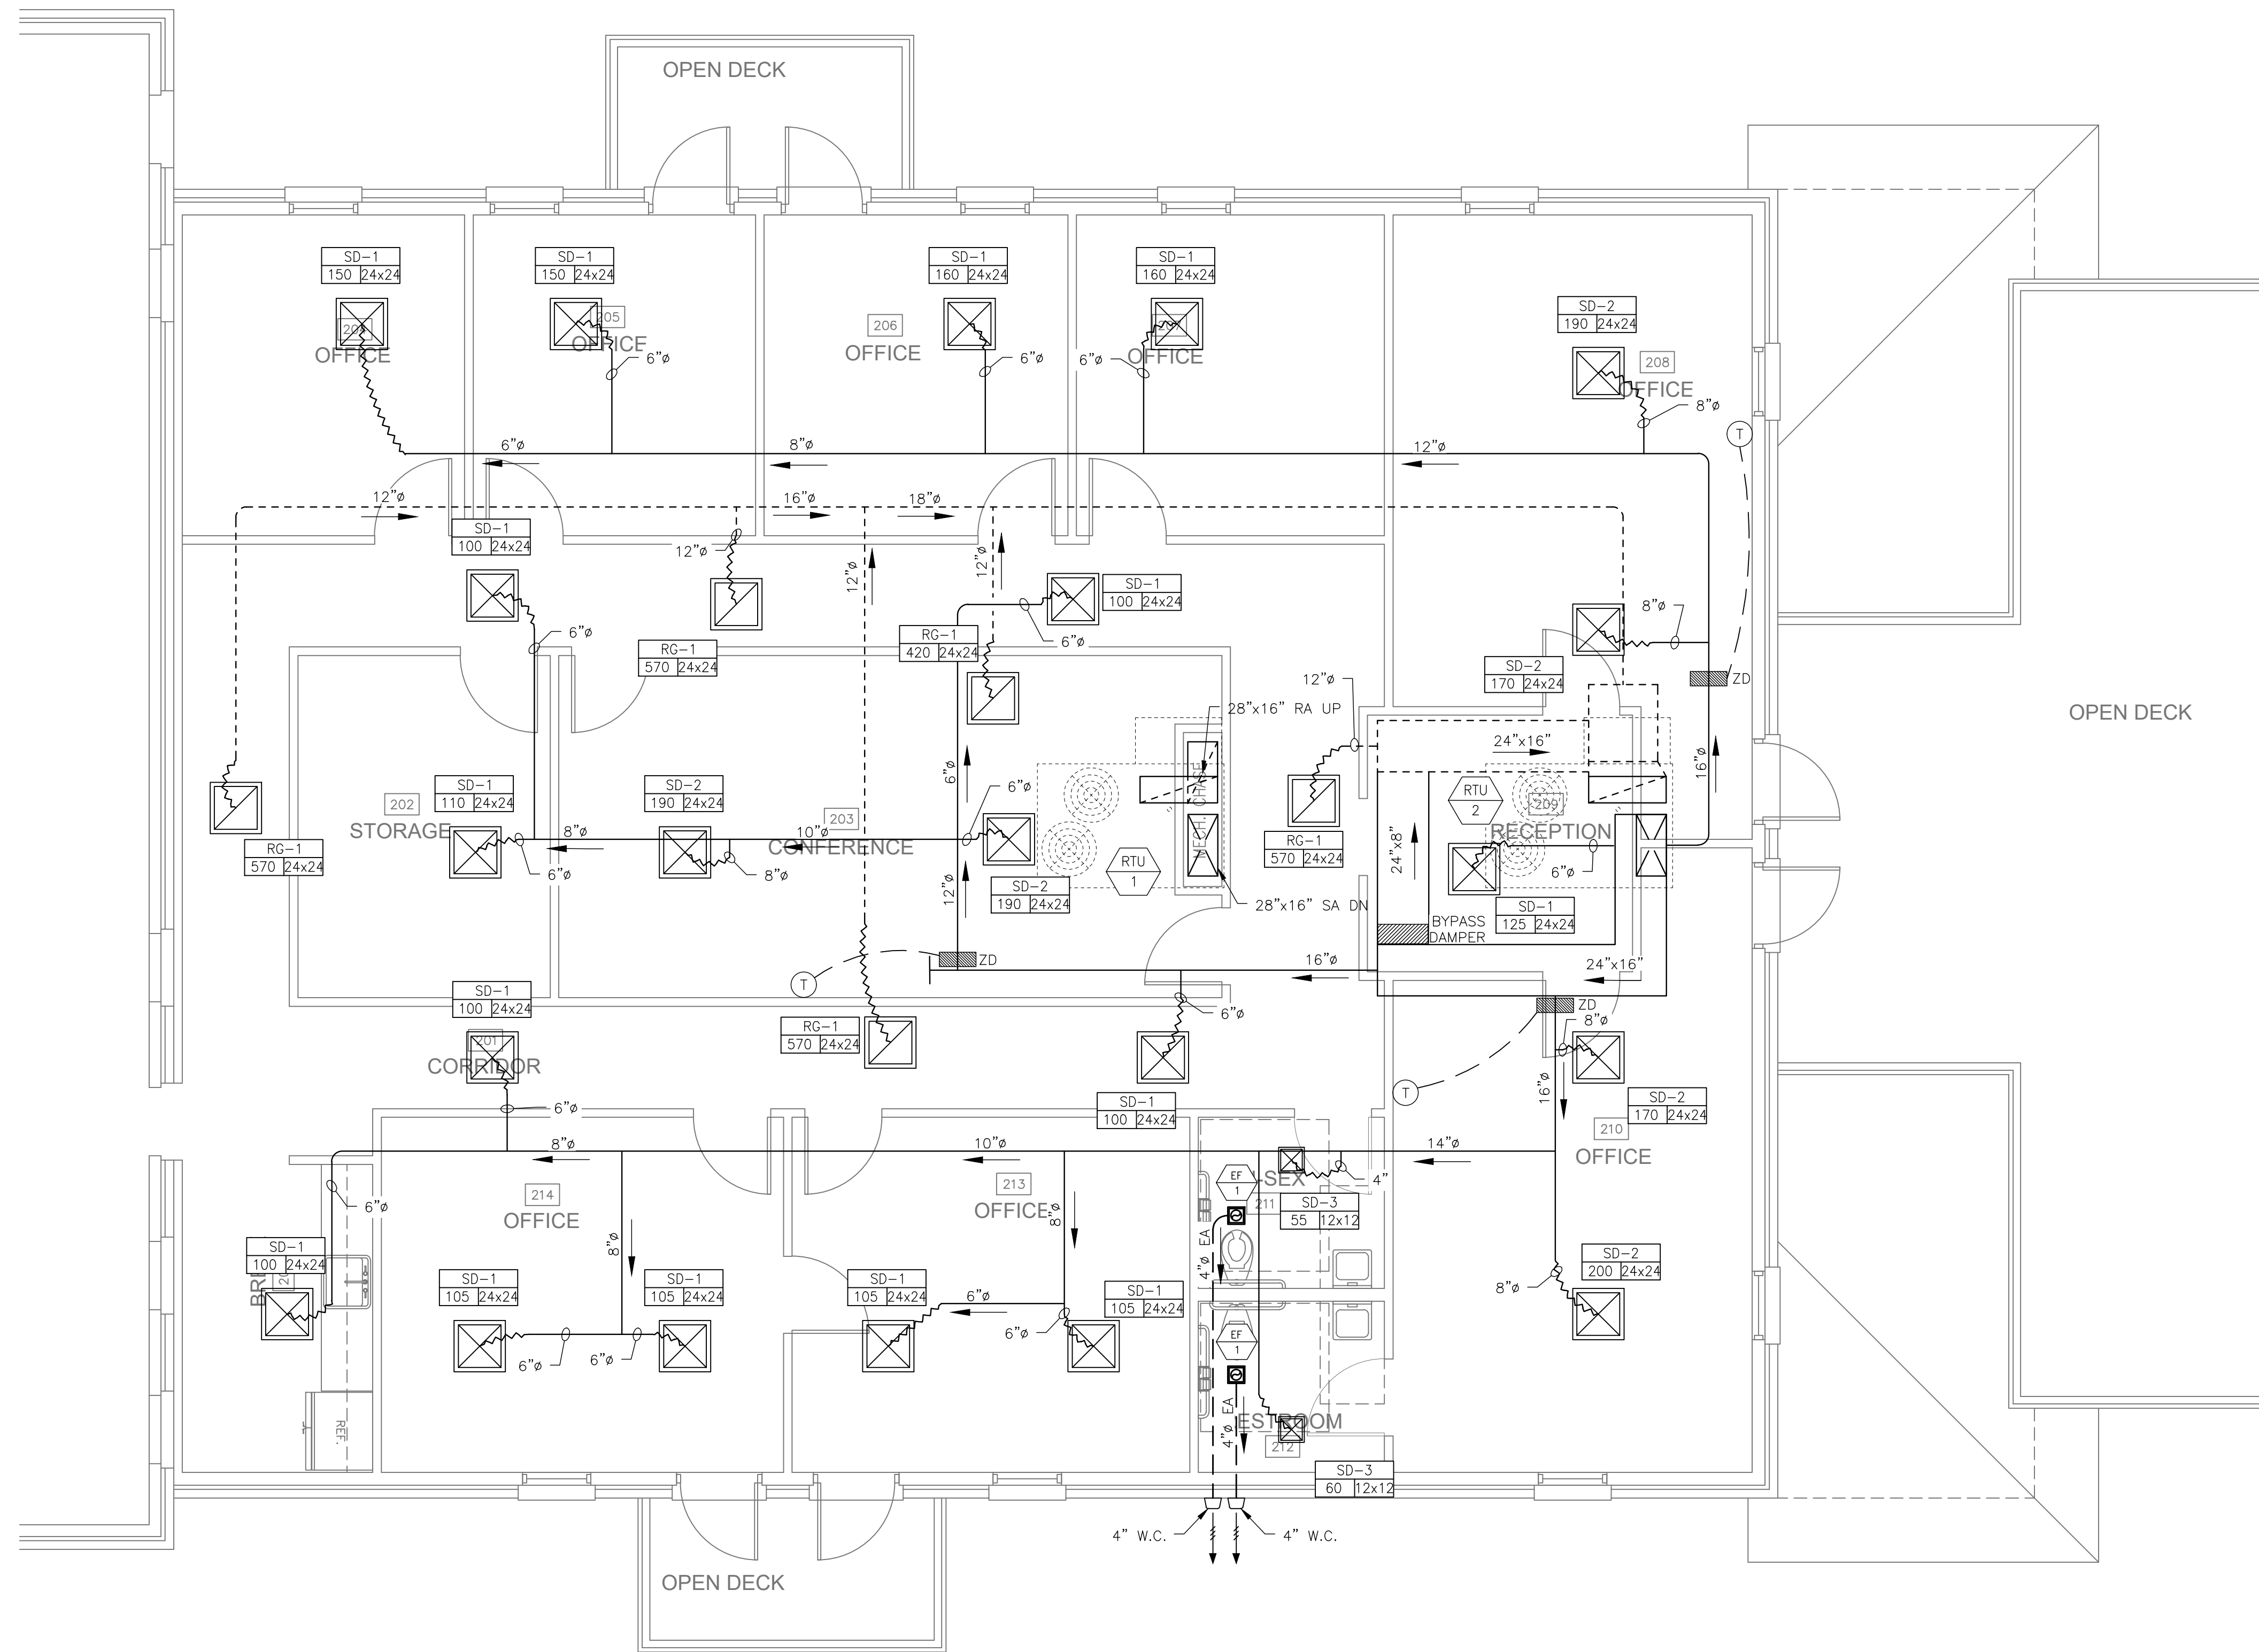 OPEN DECK
SD-1
150 24x24
SD-1
150 24x24
SD-1
160 24x24
SD-1
160 24x24
SD-2
190 24x24
OFFICE
205
OFFICE
206
OFFICE
OFFICE
208
OFFICE
6"ø
6"ø
6"ø
8"ø
T
6"ø
8"ø
12"ø
12"ø
16"ø
18"ø
SD-1
100 24x24
12"ø
12"ø
12"ø
SD-1
100 24x24
6"ø
6"ø
8"ø
RG-1
570 24x24
RG-1
420 24x24
SD-2
170 24x24
ZD
12"ø
28"x16" RA UP
24"x16"
16"ø
OPEN DECK
SD-1
110 24x24
SD-2
190 24x24
6"ø
6"ø
202
STORAGE
203
CONFERENCE
8"ø
10"ø
MECH. CHASE
RTU
2
209
RECEPTION
RG-1
570 24x24
6"ø
8"ø
12"ø
RTU
1
SD-2
190 24x24
RG-1
570 24x24
24"x8"
6"ø
28"x16" SA DN
BYPASS
DAMPER
SD-1
125 24x24
ZD
T
16"ø
24"x16"
SD-1
100 24x24
6"ø
ZD
8"ø
RG-1
570 24x24
201
CORRIDOR
T
16"ø
6"ø
SD-1
100 24x24
SD-2
170 24x24
8"ø
10"ø
14"ø
210
OFFICE
6"ø
214
OFFICE
213
OFFICE
8"ø
8"ø
EF
1
-SEX
4"
211
SD-3
55 12x12
SD-1
100 24x24
4"ø EA
SD-2
200 24x24
SD-1
105 24x24
SD-1
105 24x24
SD-1
105 24x24
SD-1
105 24x24
8"ø
6"ø
6"ø
6"ø
6"ø
EF
1
REF.
4"ø EA
ESTROOM
212
SD-3
60 12x12
4" W.C.
4" W.C.
OPEN DECK